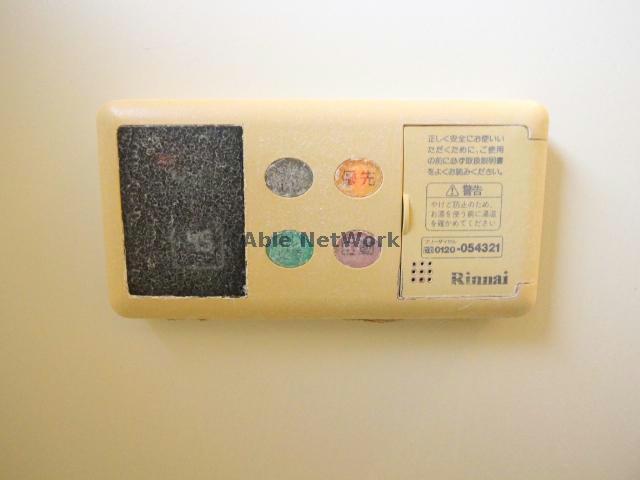 優先
Able NetWork
正しく安全にお使いい
ただくために、ご使用
の前に必ず取扱説明書
をよくお読みください。
警告
やけど防止のため、
お湯を使う前に湯温
を確かめてください
フリーダイヤル
0120-054321
Rinnai